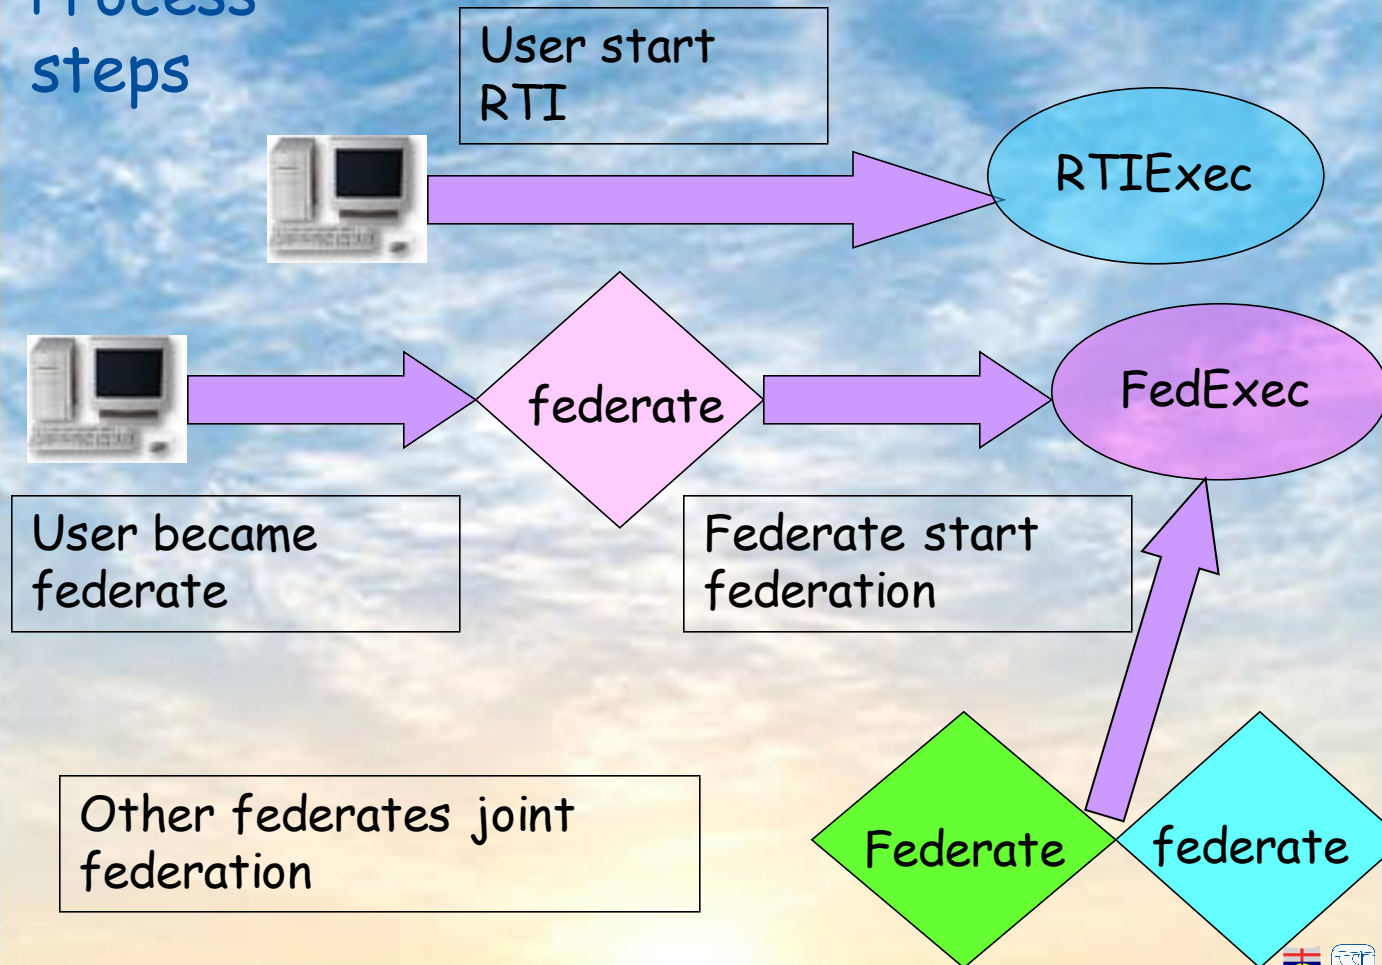 Process
steps
User start
RTI
RTIExec
federate
FedExec
User became
federate
Federate start
federation
Other federates joint
federation
Federate
federate